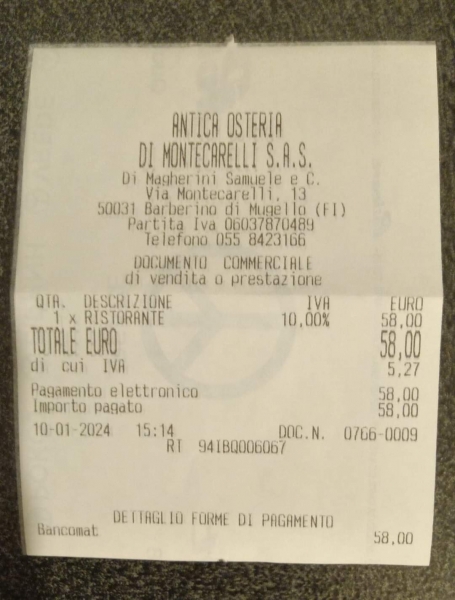 ANTICA OSTERIA
DI MONTECARELLI S.A.S.
Di Magherini Samuele e C.
Via Montecarelli, 13
50031 Barberino di Mugello (FI)
Partita Iva 06037870489
Telefono 055 8423166
DOCUMENTO COMMERCIALE
di vendita o prestazione
QTA. DESCRIZIONE IVA EURO
1 x RISTORANTE 10,00% 58,00
TOTALE EURO 58,00
di cui IVA 5,27
Pagamento elettronico 58,00
Importo pagato 58,00
10-01-2024 15:14 DOC.N. 0766-0009
RT 94IBQ006067
DETTAGLIO FORME DI PAGAMENTO
Bancomat 58,00